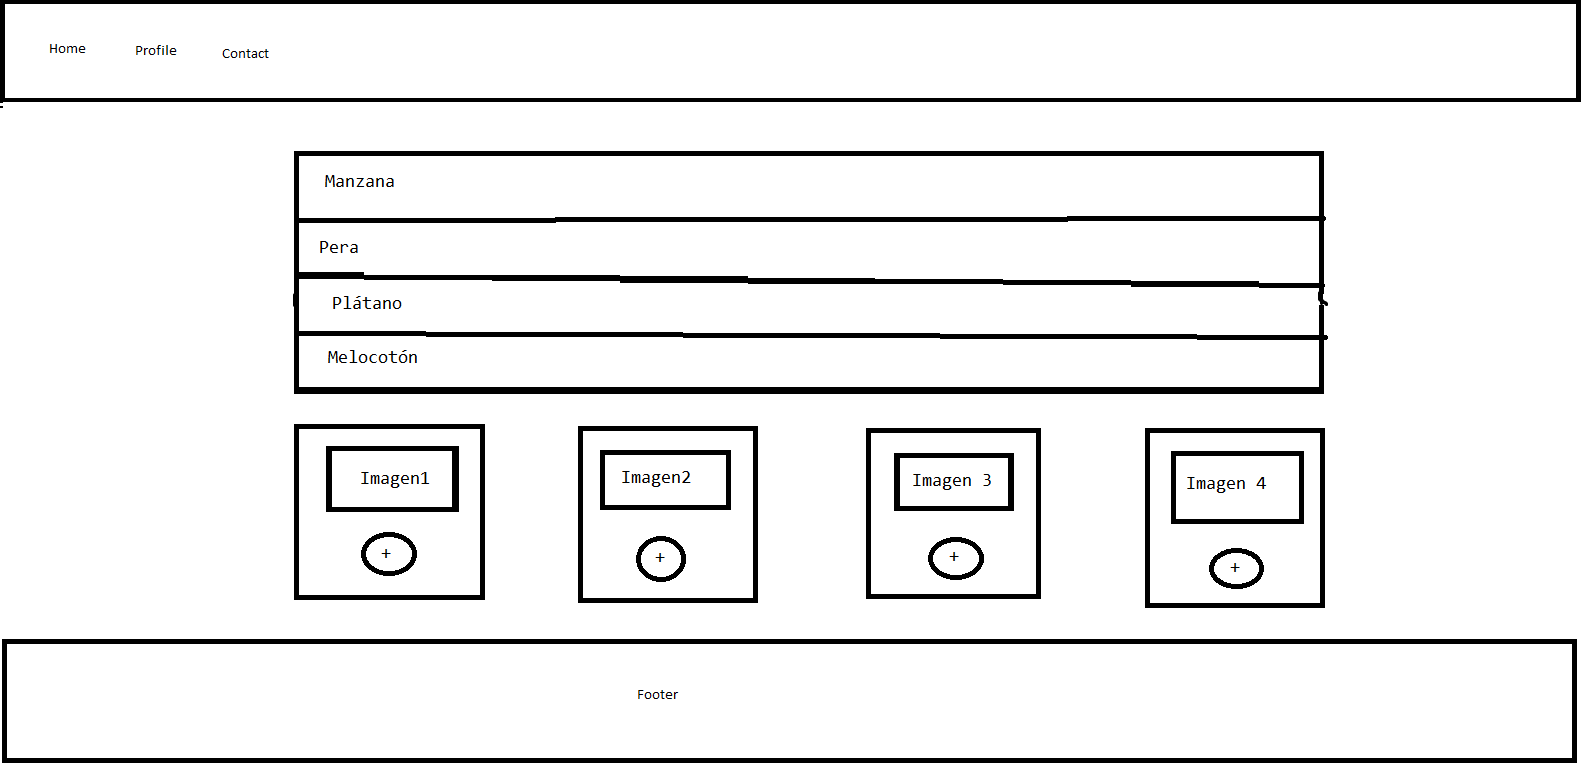 Home Profile Contact
Manzana
Pera
Plátano
Melocotón
Imagen1 Imagen2 Imagen 3 Imagen 4
+ + + +
Footer